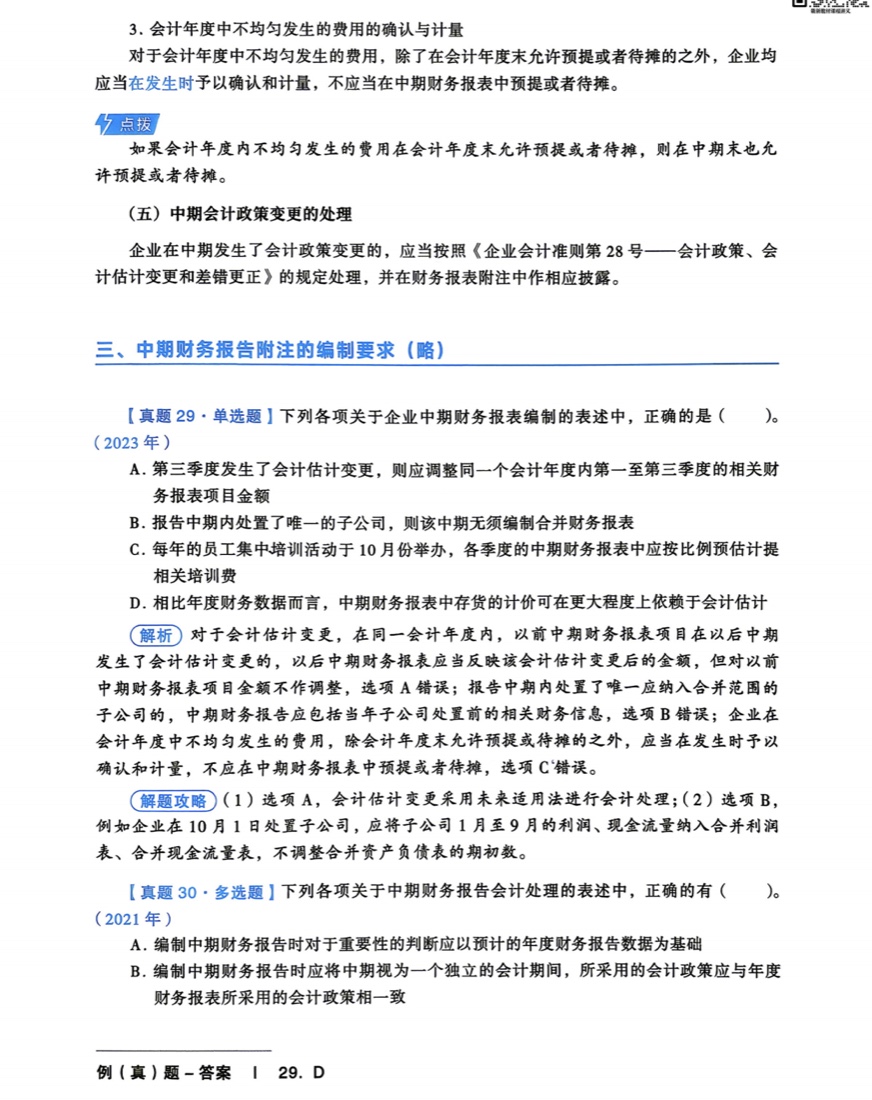 3. 会计年度中不均匀发生的费用的确认与计量
对于会计年度中不均匀发生的费用，除了在会计年度末允许预提或者待摊的之外，企业均
应当在发生时予以确认和计量，不应当在中期财务报表中预提或者待摊。
点拨
如果会计年度内不均匀发生的费用在会计年度末允许预提或者待摊，则在中期末也允
许预提或者待摊。
（五）中期会计政策变更的处理
企业在中期发生了会计政策变更的，应当按照《企业会计准则第 28 号——会计政策、会
计估计变更和差错更正》的规定处理，并在财务报表附注中作相应披露。
三、中期财务报告附注的编制要求（略）
【真题 29·单选题】下列各项关于企业中期财务报表编制的表述中，正确的是（　　）。
（2023 年）
A. 第三季度发生了会计估计变更，则应调整同一个会计年度内第一至第三季度的相关财
务报表项目金额
B. 报告中期内处置了唯一的子公司，则该中期无须编制合并财务报表
C. 每年的员工集中培训活动于 10 月份举办，各季度的中期财务报表中应按比例预估计提
相关培训费
D. 相比年度财务数据而言，中期财务报表中存货的计价可在更大程度上依赖于会计估计
解析 对于会计估计变更，在同一会计年度内，以前中期财务报表项目在以后中期
发生了会计估计变更的，以后中期财务报表应当反映该会计估计变更后的金额，但对以前
中期财务报表项目金额不作调整，选项 A 错误；报告中期内处置了唯一应纳入合并范围的
子公司的，中期财务报告应包括当年子公司处置前的相关财务信息，选项 B 错误；企业在
会计年度中不均匀发生的费用，除会计年度末允许预提或待摊的之外，应当在发生时予以
确认和计量，不应在中期财务报表中预提或者待摊，选项 C 错误。
解题攻略（1）选项 A，会计估计变更采用未来适用法进行会计处理；（2）选项 B，
例如企业在 10 月 1 日处置子公司，应将子公司 1 月至 9 月的利润、现金流量纳入合并利润
表、合并现金流量表，不调整合并资产负债表的期初数。
【真题 30·多选题】下列各项关于中期财务报告会计处理的表述中，正确的有（　　）。
（2021 年）
A. 编制中期财务报告时对于重要性的判断应以预计的年度财务报告数据为基础
B. 编制中期财务报告时应将中期视为一个独立的会计期间，所采用的会计政策应与年度
财务报表所采用的会计政策相一致
例（真）题－答案　|　29. D